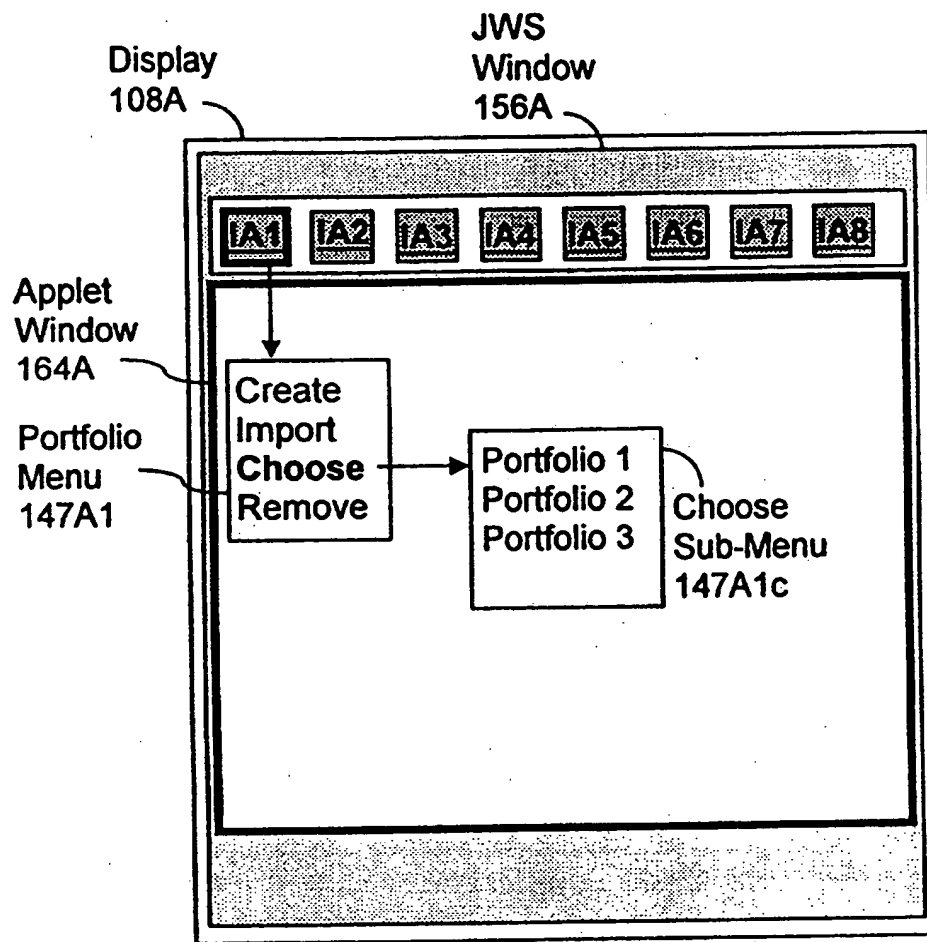 JWS
Window
156A
Display
108A
IA1 IA2 IA3 IA4 IA5 IA6 IA7 IA8
Applet
Window
164A
Portfolio
Menu
147A1
Create
Import
Choose
Remove
Portfolio 1
Portfolio 2
Portfolio 3
Choose
Sub-Menu
147A1c